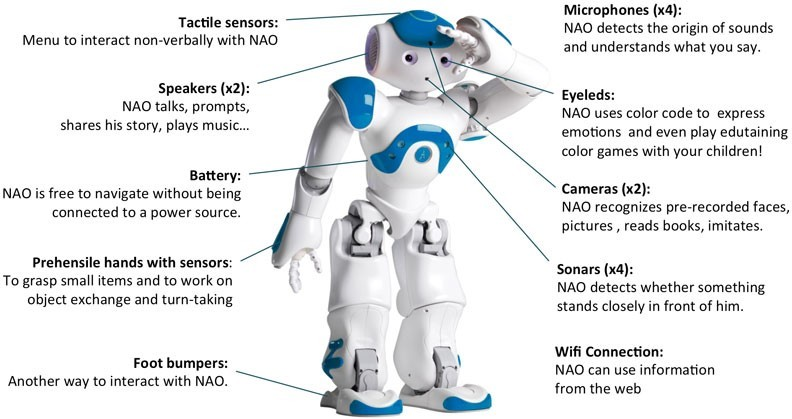 Tactile sensors:
Menu to interact non-verbally with NAO
Speakers (x2):
NAO talks, prompts,
shares his story, plays music...
Battery:
NAO is free to navigate without being
connected to a power source.
Prehensile hands with sensors:
To grasp small items and to work on
object exchange and turn-taking
Foot bumpers:
Another way to interact with NAO.
Microphones (x4):
NAO detects the origin of sounds
and understands what you say.
Eyeleds:
NAO uses color code to express
emotions and even play edutaining
color games with your children!
Cameras (x2):
NAO recognizes pre-recorded faces,
pictures , reads books, imitates.
Sonars (x4):
NAO detects whether something
stands closely in front of him.
Wifi Connection:
NAO can use information
from the web